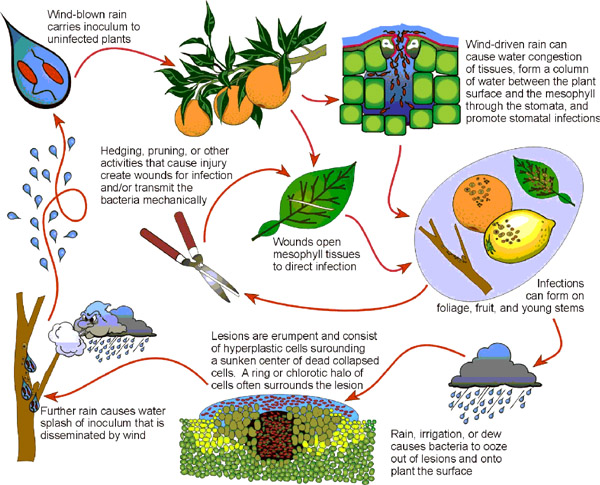 Wind-blown rain
carries inoculum to
uninfected plants
Wind-driven rain can
cause water congestion
of tissues, form a column
of water between the plant
surface and the mesophyll
through the stomata, and
promote stomatal infections
Hedging, pruning, or other
activities that cause injury
create wounds for infection
and/or transmit the
bacteria mechanically
Wounds open
mesophyll tissues
to direct infection
Infections
can form on
foliage, fruit, and young stems
Lesions are erumpent and consist
of hyperplastic cells surounding
a sunken center of dead collapsed
cells. A ring or chlorotic halo of
cells often surrounds the lesion
Further rain causes water
splash of inoculum that is
disseminated by wind
Rain, irrigation, or dew
causes bacteria to ooze
out of lesions and onto
plant the surface